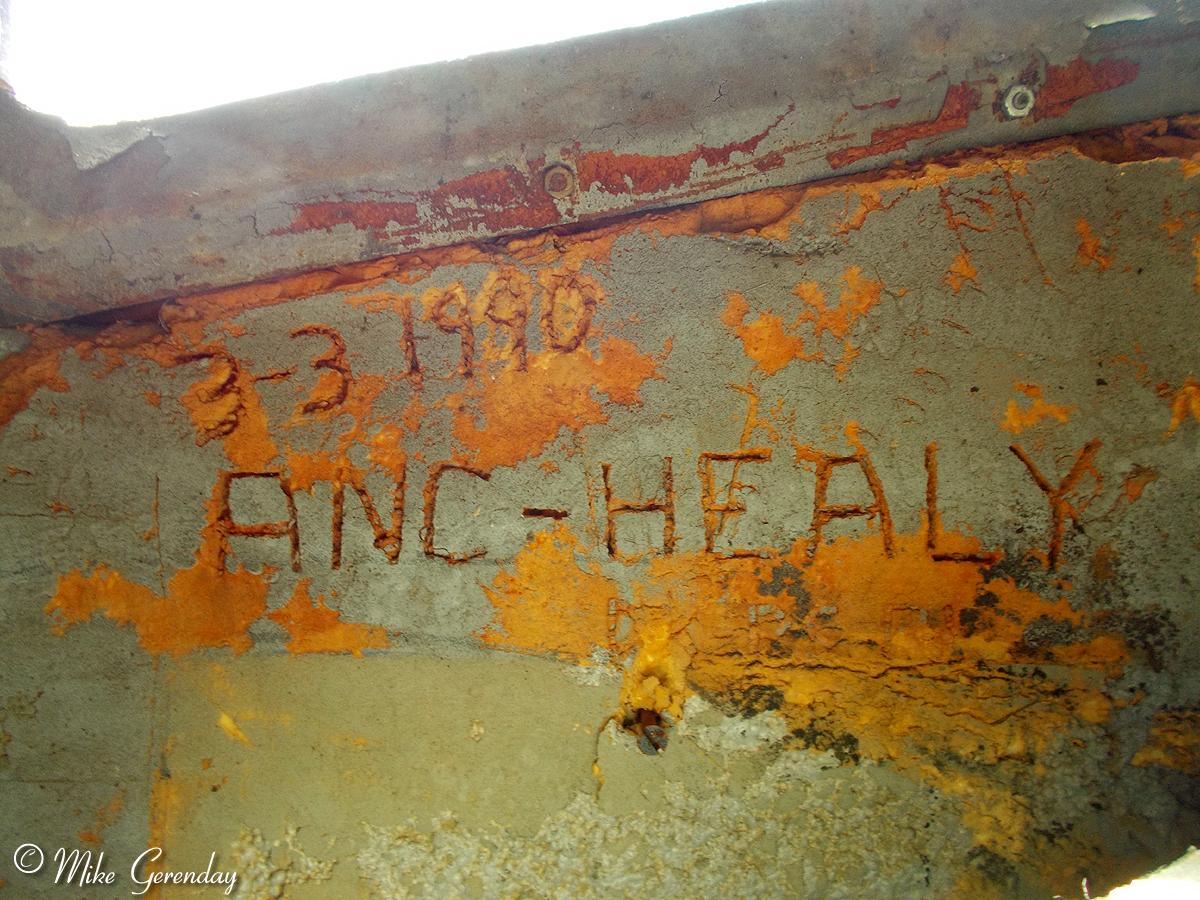 3-3 1990
ANC-HEALY
© Mike Gerenday